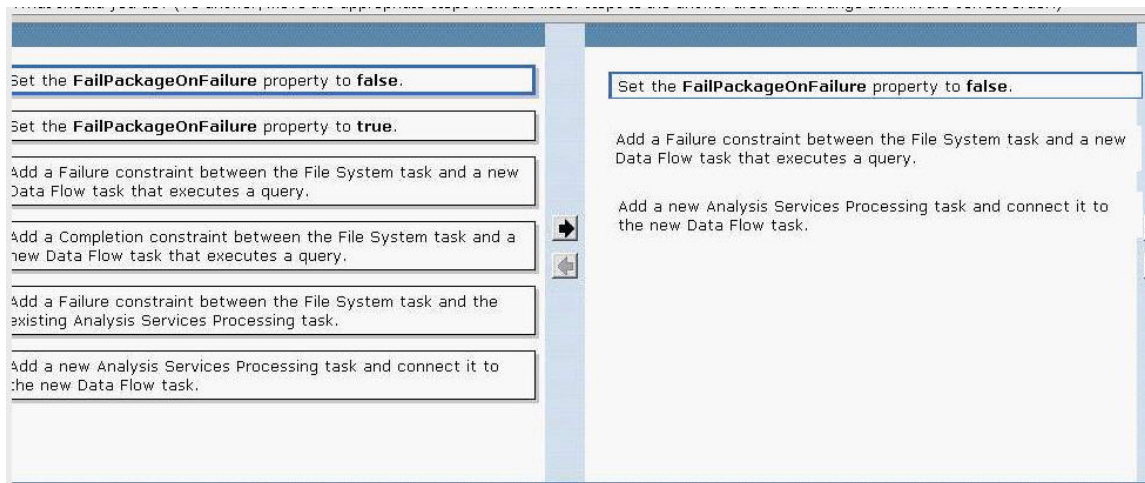 Set the FailPackageOnFailure property to false.
Set the FailPackageOnFailure property to true.
Add a Failure constraint between the File System task and a new
Data Flow task that executes a query.
Add a Completion constraint between the File System task and a
new Data Flow task that executes a query.
Add a Failure constraint between the File System task and the
existing Analysis Services Processing task.
Add a new Analysis Services Processing task and connect it to
the new Data Flow task.
Set the FailPackageOnFailure property to false.
Add a Failure constraint between the File System task and a new
Data Flow task that executes a query.
Add a new Analysis Services Processing task and connect it to
the new Data Flow task.